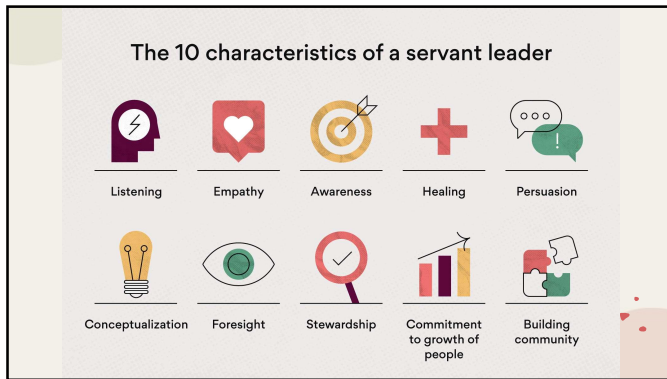 The 10 characteristics of a servant leader
Listening
Empathy
Awareness
Healing
Persuasion
Conceptualization
Foresight
Stewardship
Commitment
to growth of
people
Building
community